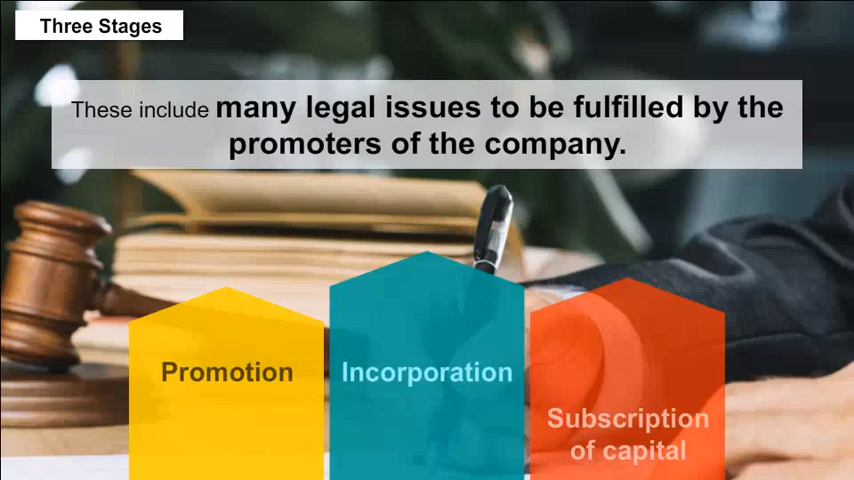 Three Stages
These include many legal issues to be fulfilled by the
promoters of the company.
Promotion
Incorporation
Subscription
of capital